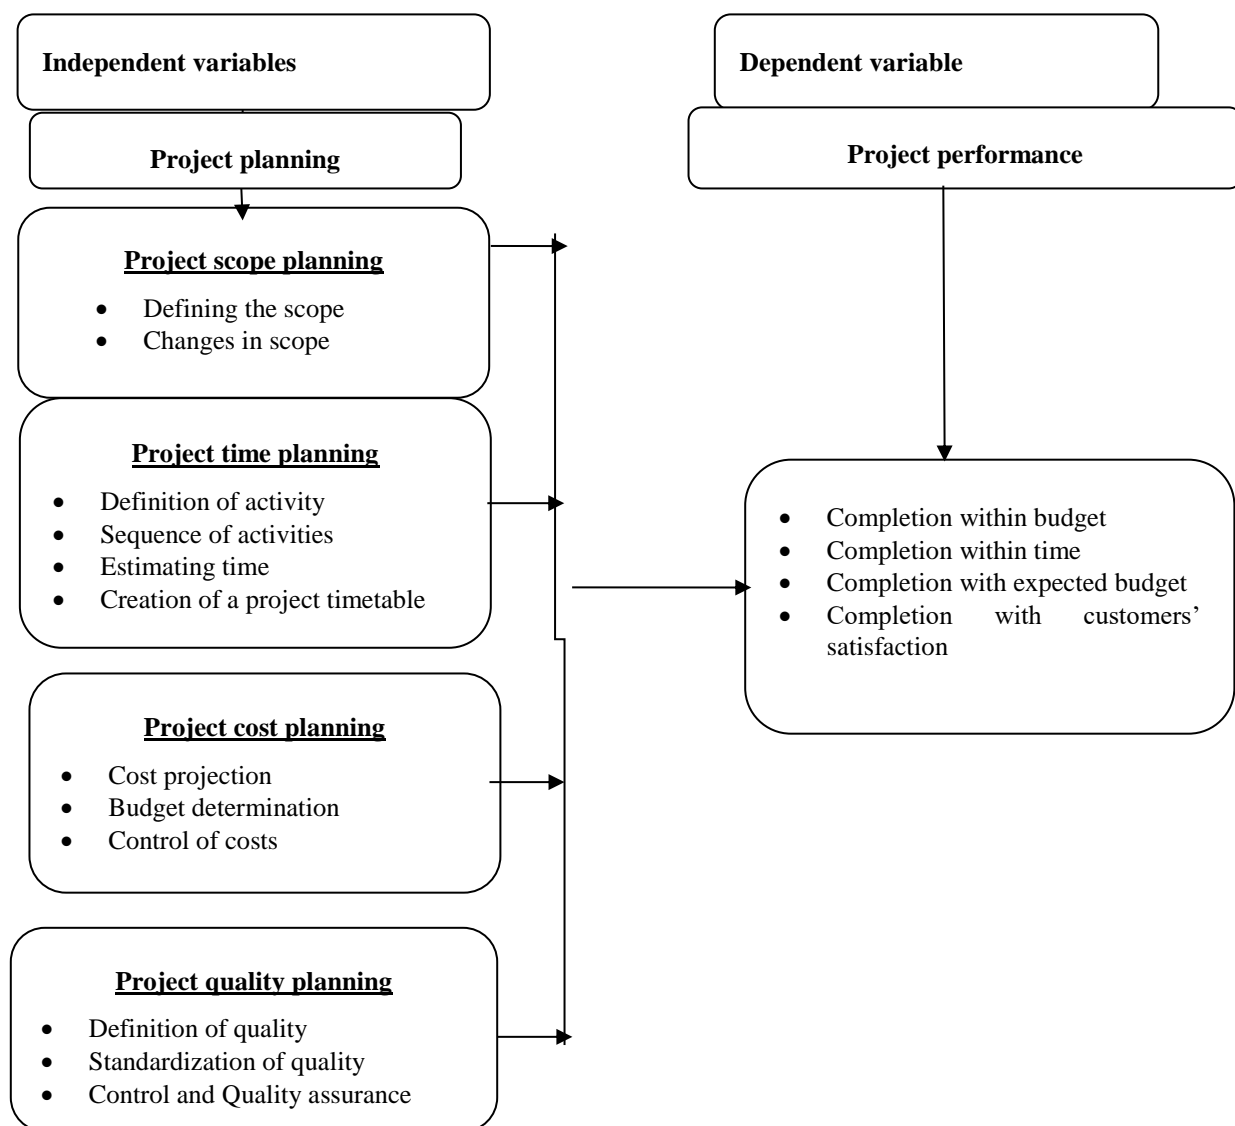 Independent variables
Project planning
Project scope planning
• Defining the scope
• Changes in scope
Project time planning
• Definition of activity
• Sequence of activities
• Estimating time
• Creation of a project timetable
Project cost planning
• Cost projection
• Budget determination
• Control of costs
Project quality planning
• Definition of quality
• Standardization of quality
• Control and Quality assurance
Dependent variable
Project performance
• Completion within budget
• Completion within time
• Completion with expected budget
• Completion with customers’
satisfaction